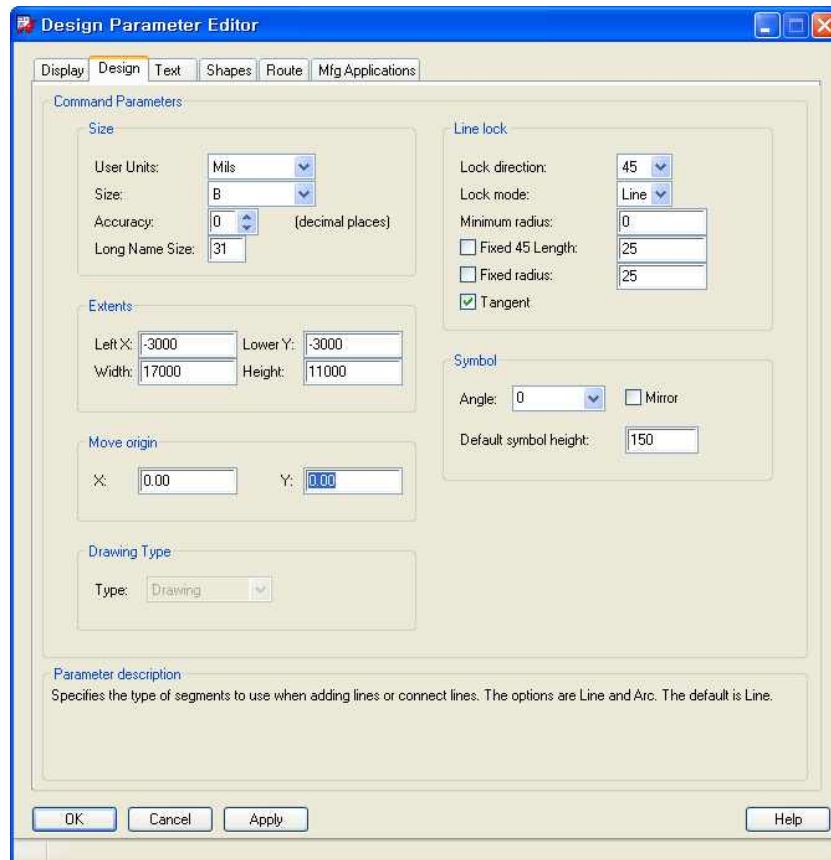 Design Parameter Editor
Display Design Text Shapes Route Mfg Applications
Command Parameters
Size
User Units: Mils
Size: B
Accuracy: 0 (decimal places)
Long Name Size: 31
Extents
Left X: -3000 Lower Y: -3000
Width: 17000 Height: 11000
Move origin
X: 0.00 Y: 0.00
Drawing Type
Type: Drawing
Line lock
Lock direction: 45
Lock mode: Line
Minimum radius: 0
Fixed 45 Length: 25
Fixed radius: 25
Tangent
Symbol
Angle: 0 Mirror
Default symbol height: 150
Parameter description
Specifies the type of segments to use when adding lines or connect lines. The options are Line and Arc. The default is Line.
OK Cancel Apply Help